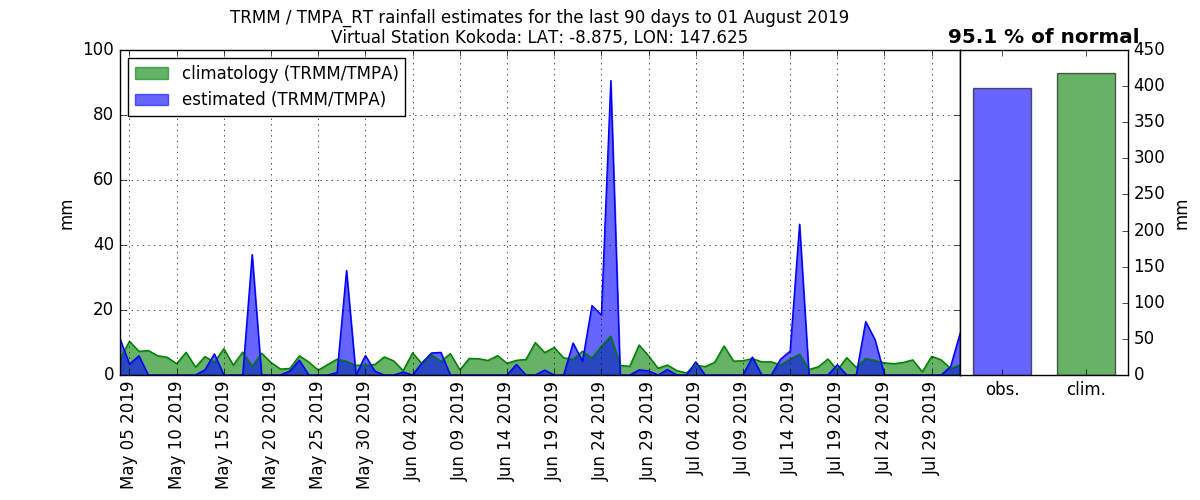 TRMM / TMPA_RT rainfall estimates for the last 90 days to 01 August 2019
Virtual Station Kokoda: LAT: -8.875, LON: 147.625
95.1 % of normal
climatology (TRMM/TMPA)
estimated (TRMM/TMPA)
100
80
60
40
20
0
mm
450
400
350
300
250
200
150
100
50
0
mm
May 05 2019
May 10 2019
May 15 2019
May 20 2019
May 25 2019
May 30 2019
Jun 04 2019
Jun 09 2019
Jun 14 2019
Jun 19 2019
Jun 24 2019
Jun 29 2019
Jul 04 2019
Jul 09 2019
Jul 14 2019
Jul 19 2019
Jul 24 2019
Jul 29 2019
obs.
clim.